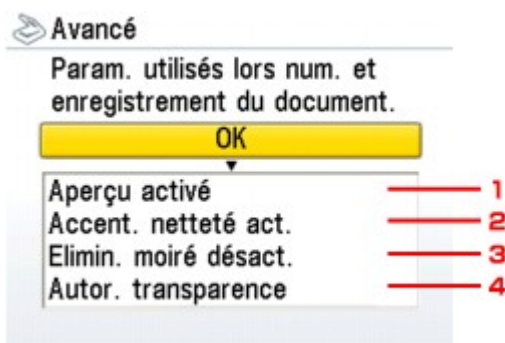 Avancé
Param. utilisés lors num. et
enregistrement du document.
OK
Aperçu activé 1
Accent. netteté act. 2
Elimin. moiré désact. 3
Autor. transparence 4